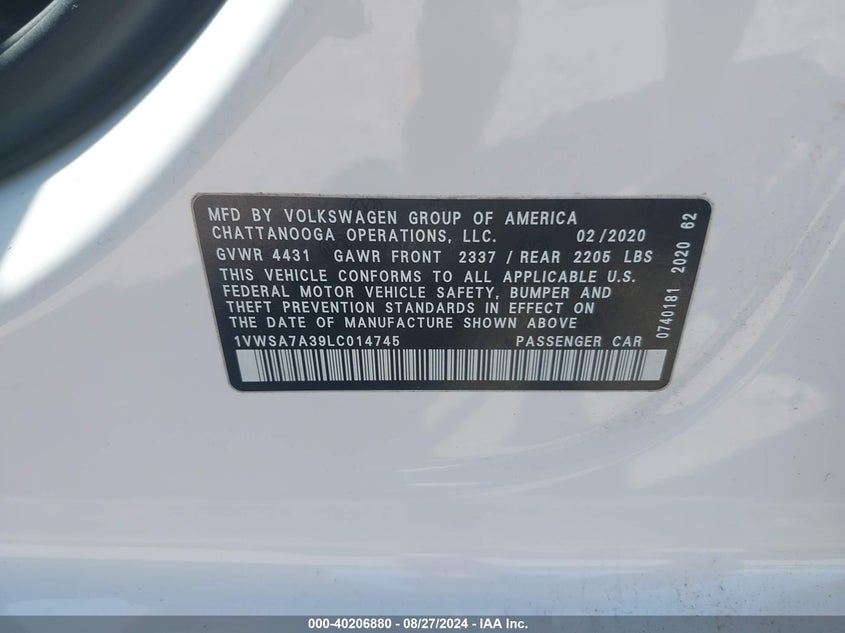 MFD BY VOLKSWAGEN GROUP OF AMERICA
CHATTANOOGA OPERATIONS, LLC. 02/2020
GVWR 4431 GAWR FRONT 2337 / REAR 2205 LBS
THIS VEHICLE CONFORMS TO ALL APPLICABLE U.S.
FEDERAL MOTOR VEHICLE SAFETY, BUMPER AND
THEFT PREVENTION STANDARDS IN EFFECT ON
THE DATE OF MANUFACTURE SHOWN ABOVE
1VWSA7A39LC014745 PASSENGER CAR
0740181 2020 62
000-40206880 - 08/27/2024 - IAA Inc.